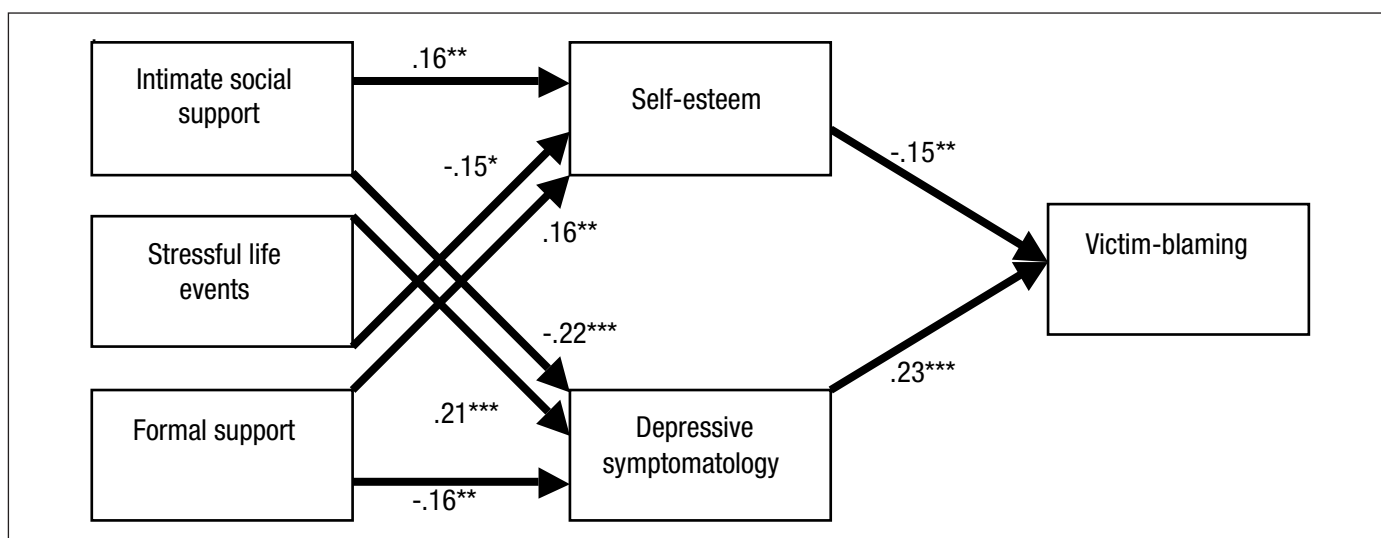 Intimate social
support
.16**
Self-esteem
-.15*
-.15**
.16**
Stressful life
events
Victim-blaming
-.22***
.23***
.21***
Formal support
Depressive
symptomatology
-.16**